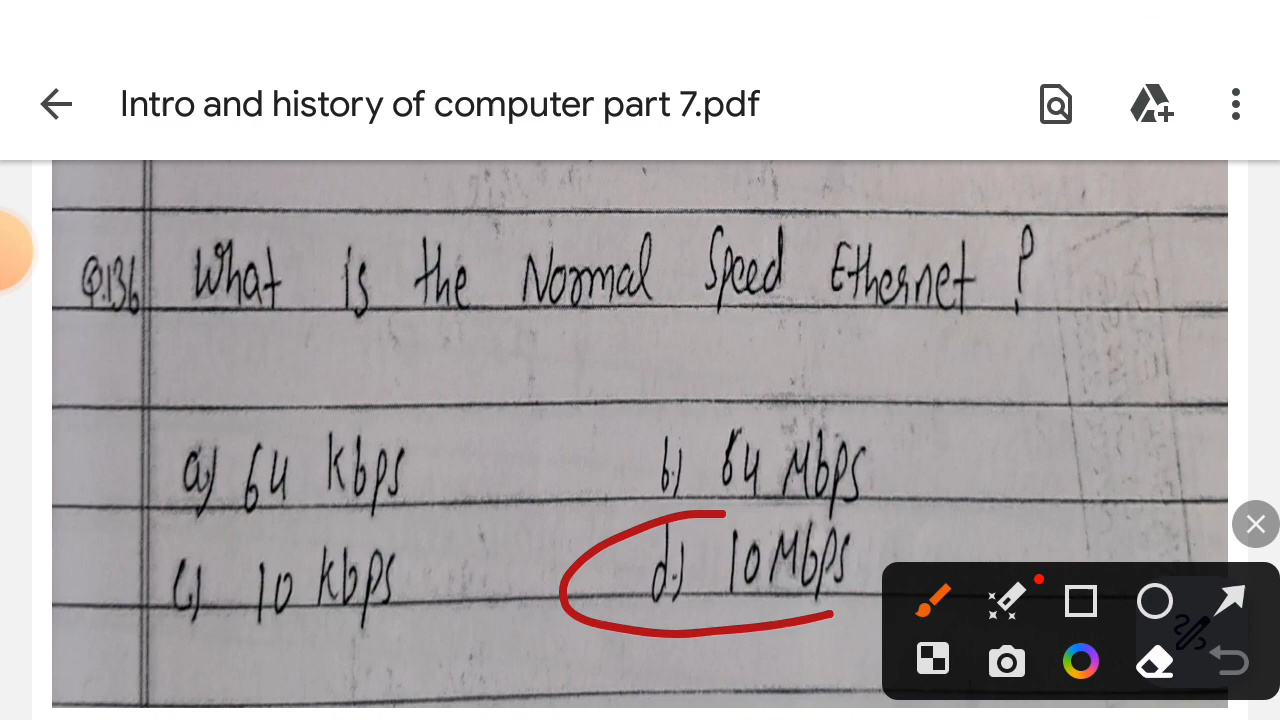 Intro and history of computer part 7.pdf
Q.136 What is the Normal Speed Ethernet ?
a) 64 kbps b) 64 Mbps
c) 10 kbps d) 10 Mbps